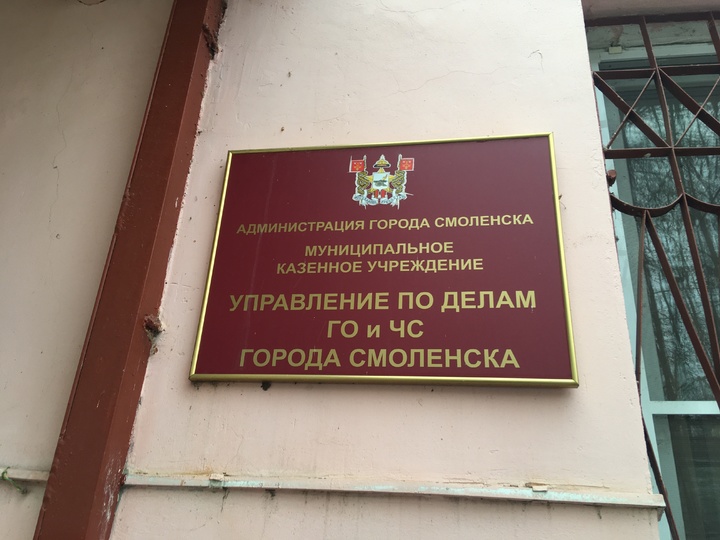 АДМИНИСТРАЦИЯ ГОРОДА СМОЛЕНСКА
МУНИЦИПАЛЬНОЕ
КАЗЕННОЕ УЧРЕЖДЕНИЕ
УПРАВЛЕНИЕ ПО ДЕЛАМ
ГО и ЧС
ГОРОДА СМОЛЕНСКА